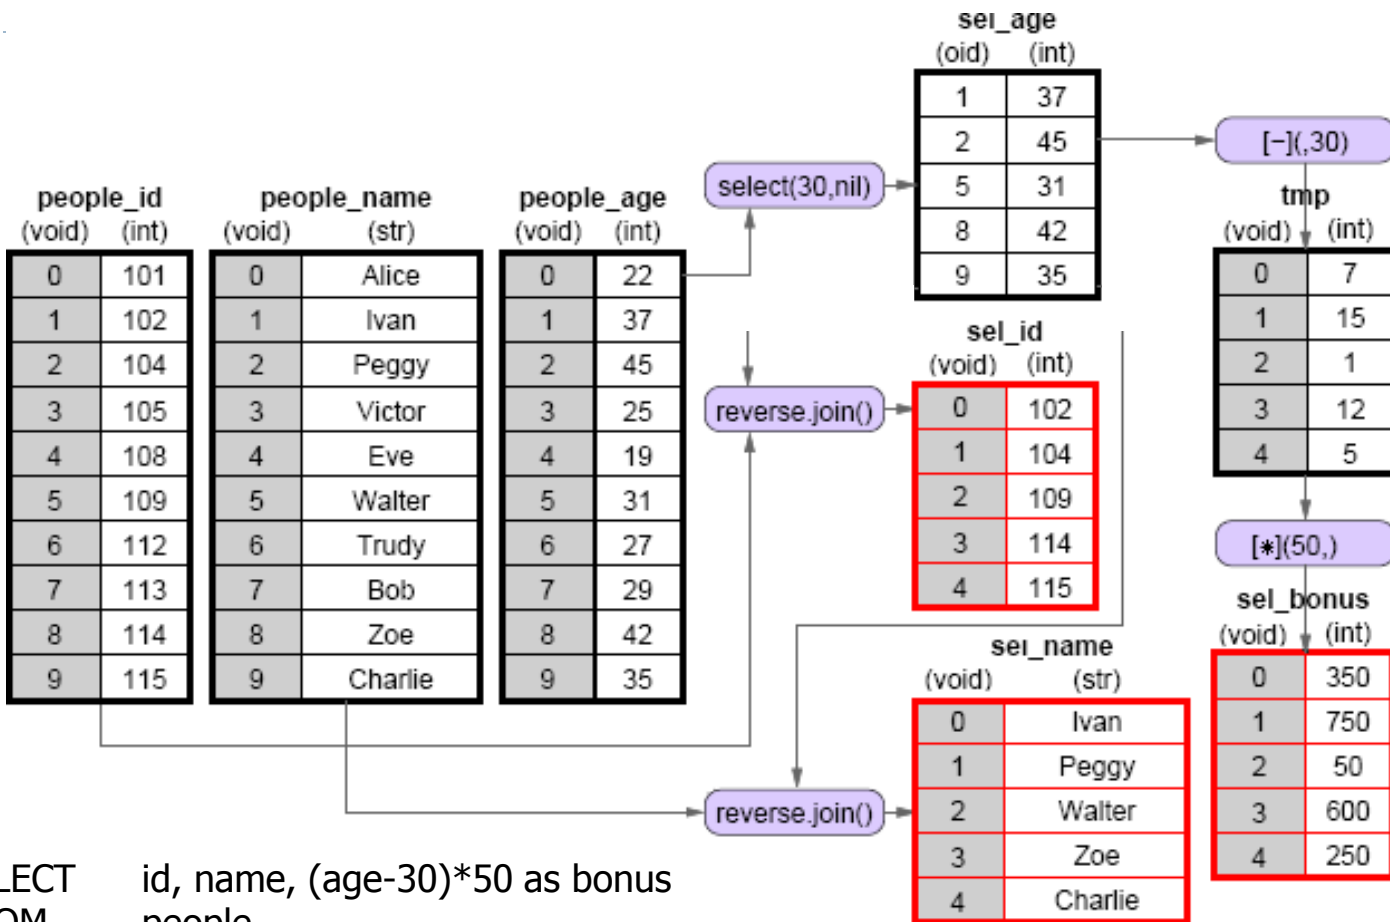 sel_age
(oid) (int)
1 37
2 45
5 31
8 42
9 35
select(30,nil)
[−](,30)
people_id
(void) (int)
0 101
1 102
2 104
3 105
4 108
5 109
6 112
7 113
8 114
9 115
people_name
(void) (str)
0 Alice
1 Ivan
2 Peggy
3 Victor
4 Eve
5 Walter
6 Trudy
7 Bob
8 Zoe
9 Charlie
people_age
(void) (int)
0 22
1 37
2 45
3 25
4 19
5 31
6 27
7 29
8 42
9 35
tmp
(void) (int)
0 7
1 15
2 1
3 12
4 5
reverse.join()
sel_id
(void) (int)
0 102
1 104
2 109
3 114
4 115
[*](50,)
sel_bonus
(void) (int)
0 350
1 750
2 50
3 600
4 250
reverse.join()
sel_name
(void) (str)
0 Ivan
1 Peggy
2 Walter
3 Zoe
4 Charlie
LECT id, name, (age-30)*50 as bonus
OM people